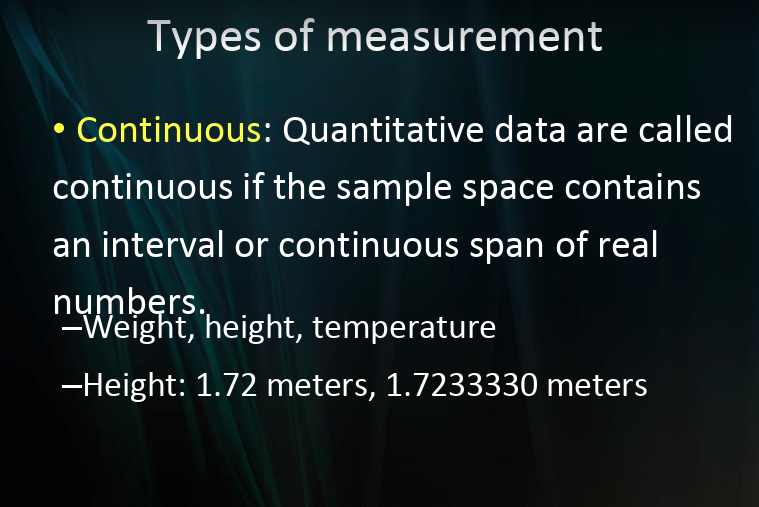 Types of measurement
• Continuous: Quantitative data are called
continuous if the sample space contains
an interval or continuous span of real
numbers.
–Weight, height, temperature
–Height: 1.72 meters, 1.7233330 meters